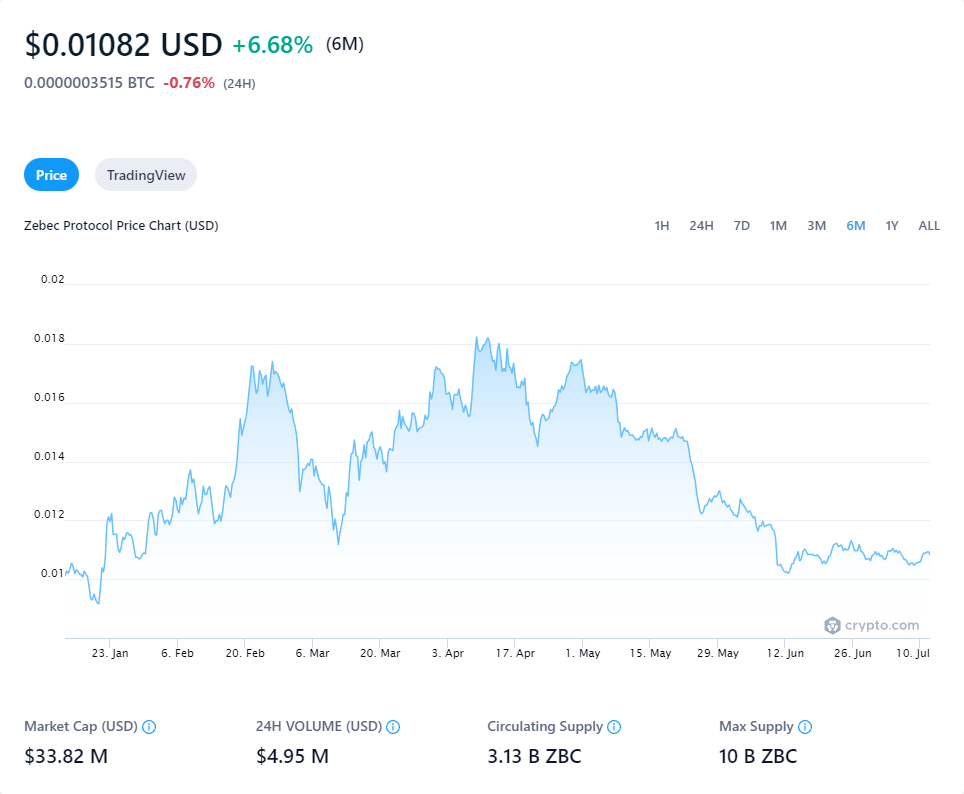 $0.01082 USD +6.68% (6M)
0.0000003515 BTC -0.76% (24H)
Price TradingView
Zebec Protocol Price Chart (USD) 1H 24H 7D 1M 3M 6M 1Y ALL
0.02
0.018
0.016
0.014
0.012
0.01
crypto.com
23. Jan 6. Feb 20. Feb 6. Mar 20. Mar 3. Apr 17. Apr 1. May 15. May 29. May 12. Jun 26. Jun 10. Jul
Market Cap (USD) 24H VOLUME (USD) Circulating Supply Max Supply
$33.82 M $4.95 M 3.13 B ZBC 10 B ZBC